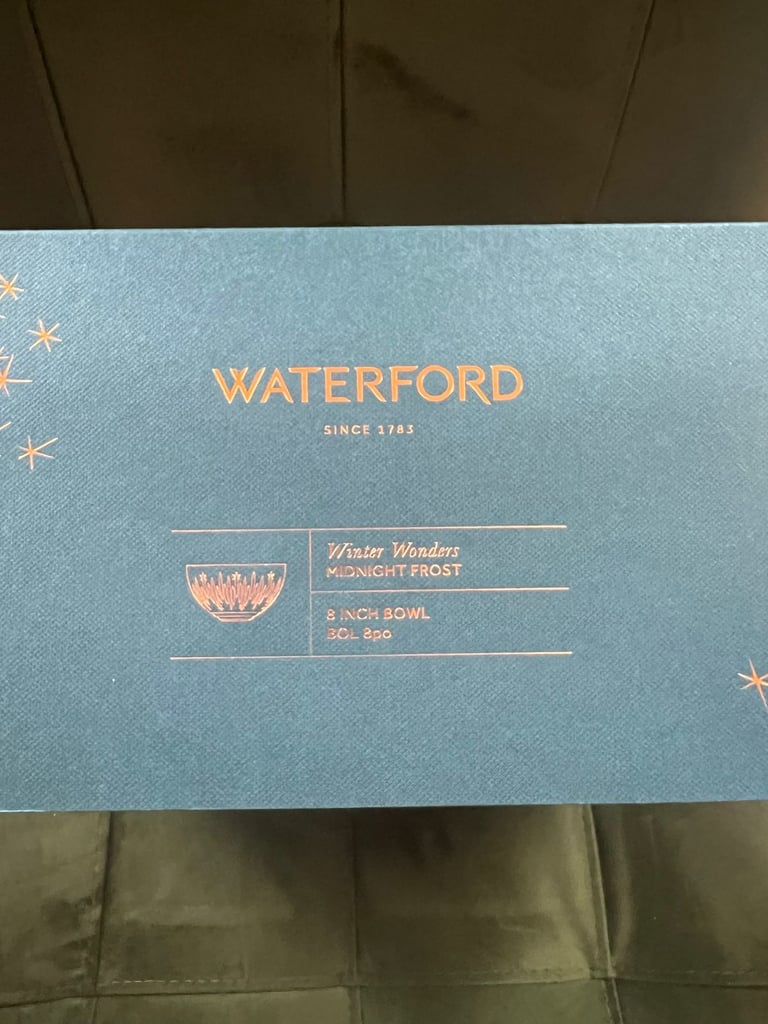 WATERFORD
SINCE 1783
Winter Wonders
MIDNIGHT FROST
8 INCH BOWL
BOL 8po